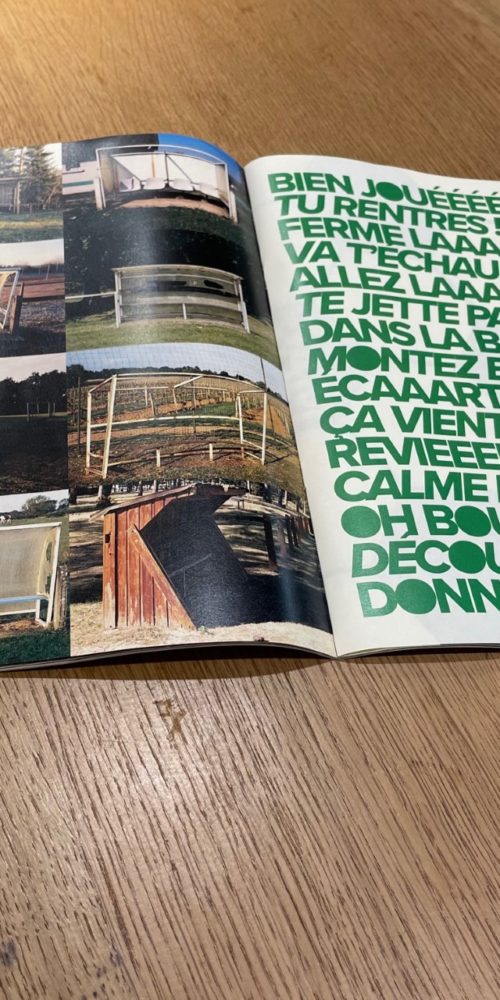 BIEN JOUÉÉÉÉ
TU RENTRES !
FERME LAAA
VA T'ÉCHAU
ALLEZ LAAA
TE JETTE PA
DANS LA B
MONTEZ
ÉCAAART
ÇA VIENT
REVIEEE
CALME
OH BOU
DÉCOU
DONN